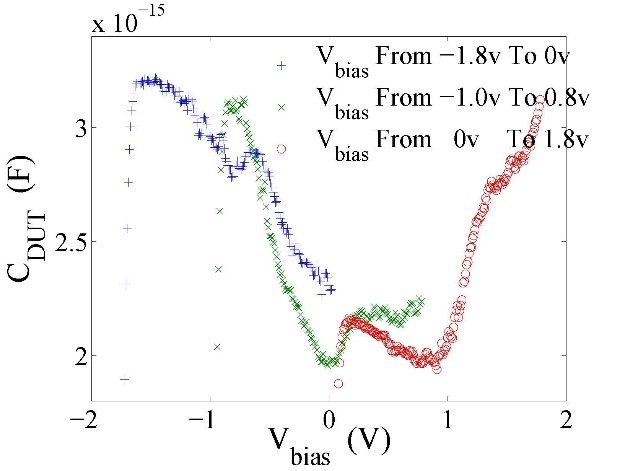 x 10−15
V_bias From −1.8v To 0v
V_bias From −1.0v To 0.8v
V_bias From 0v To 1.8v
3
2.5
2
C_DUT (F)
−2 −1 0 1 2
V_bias (V)